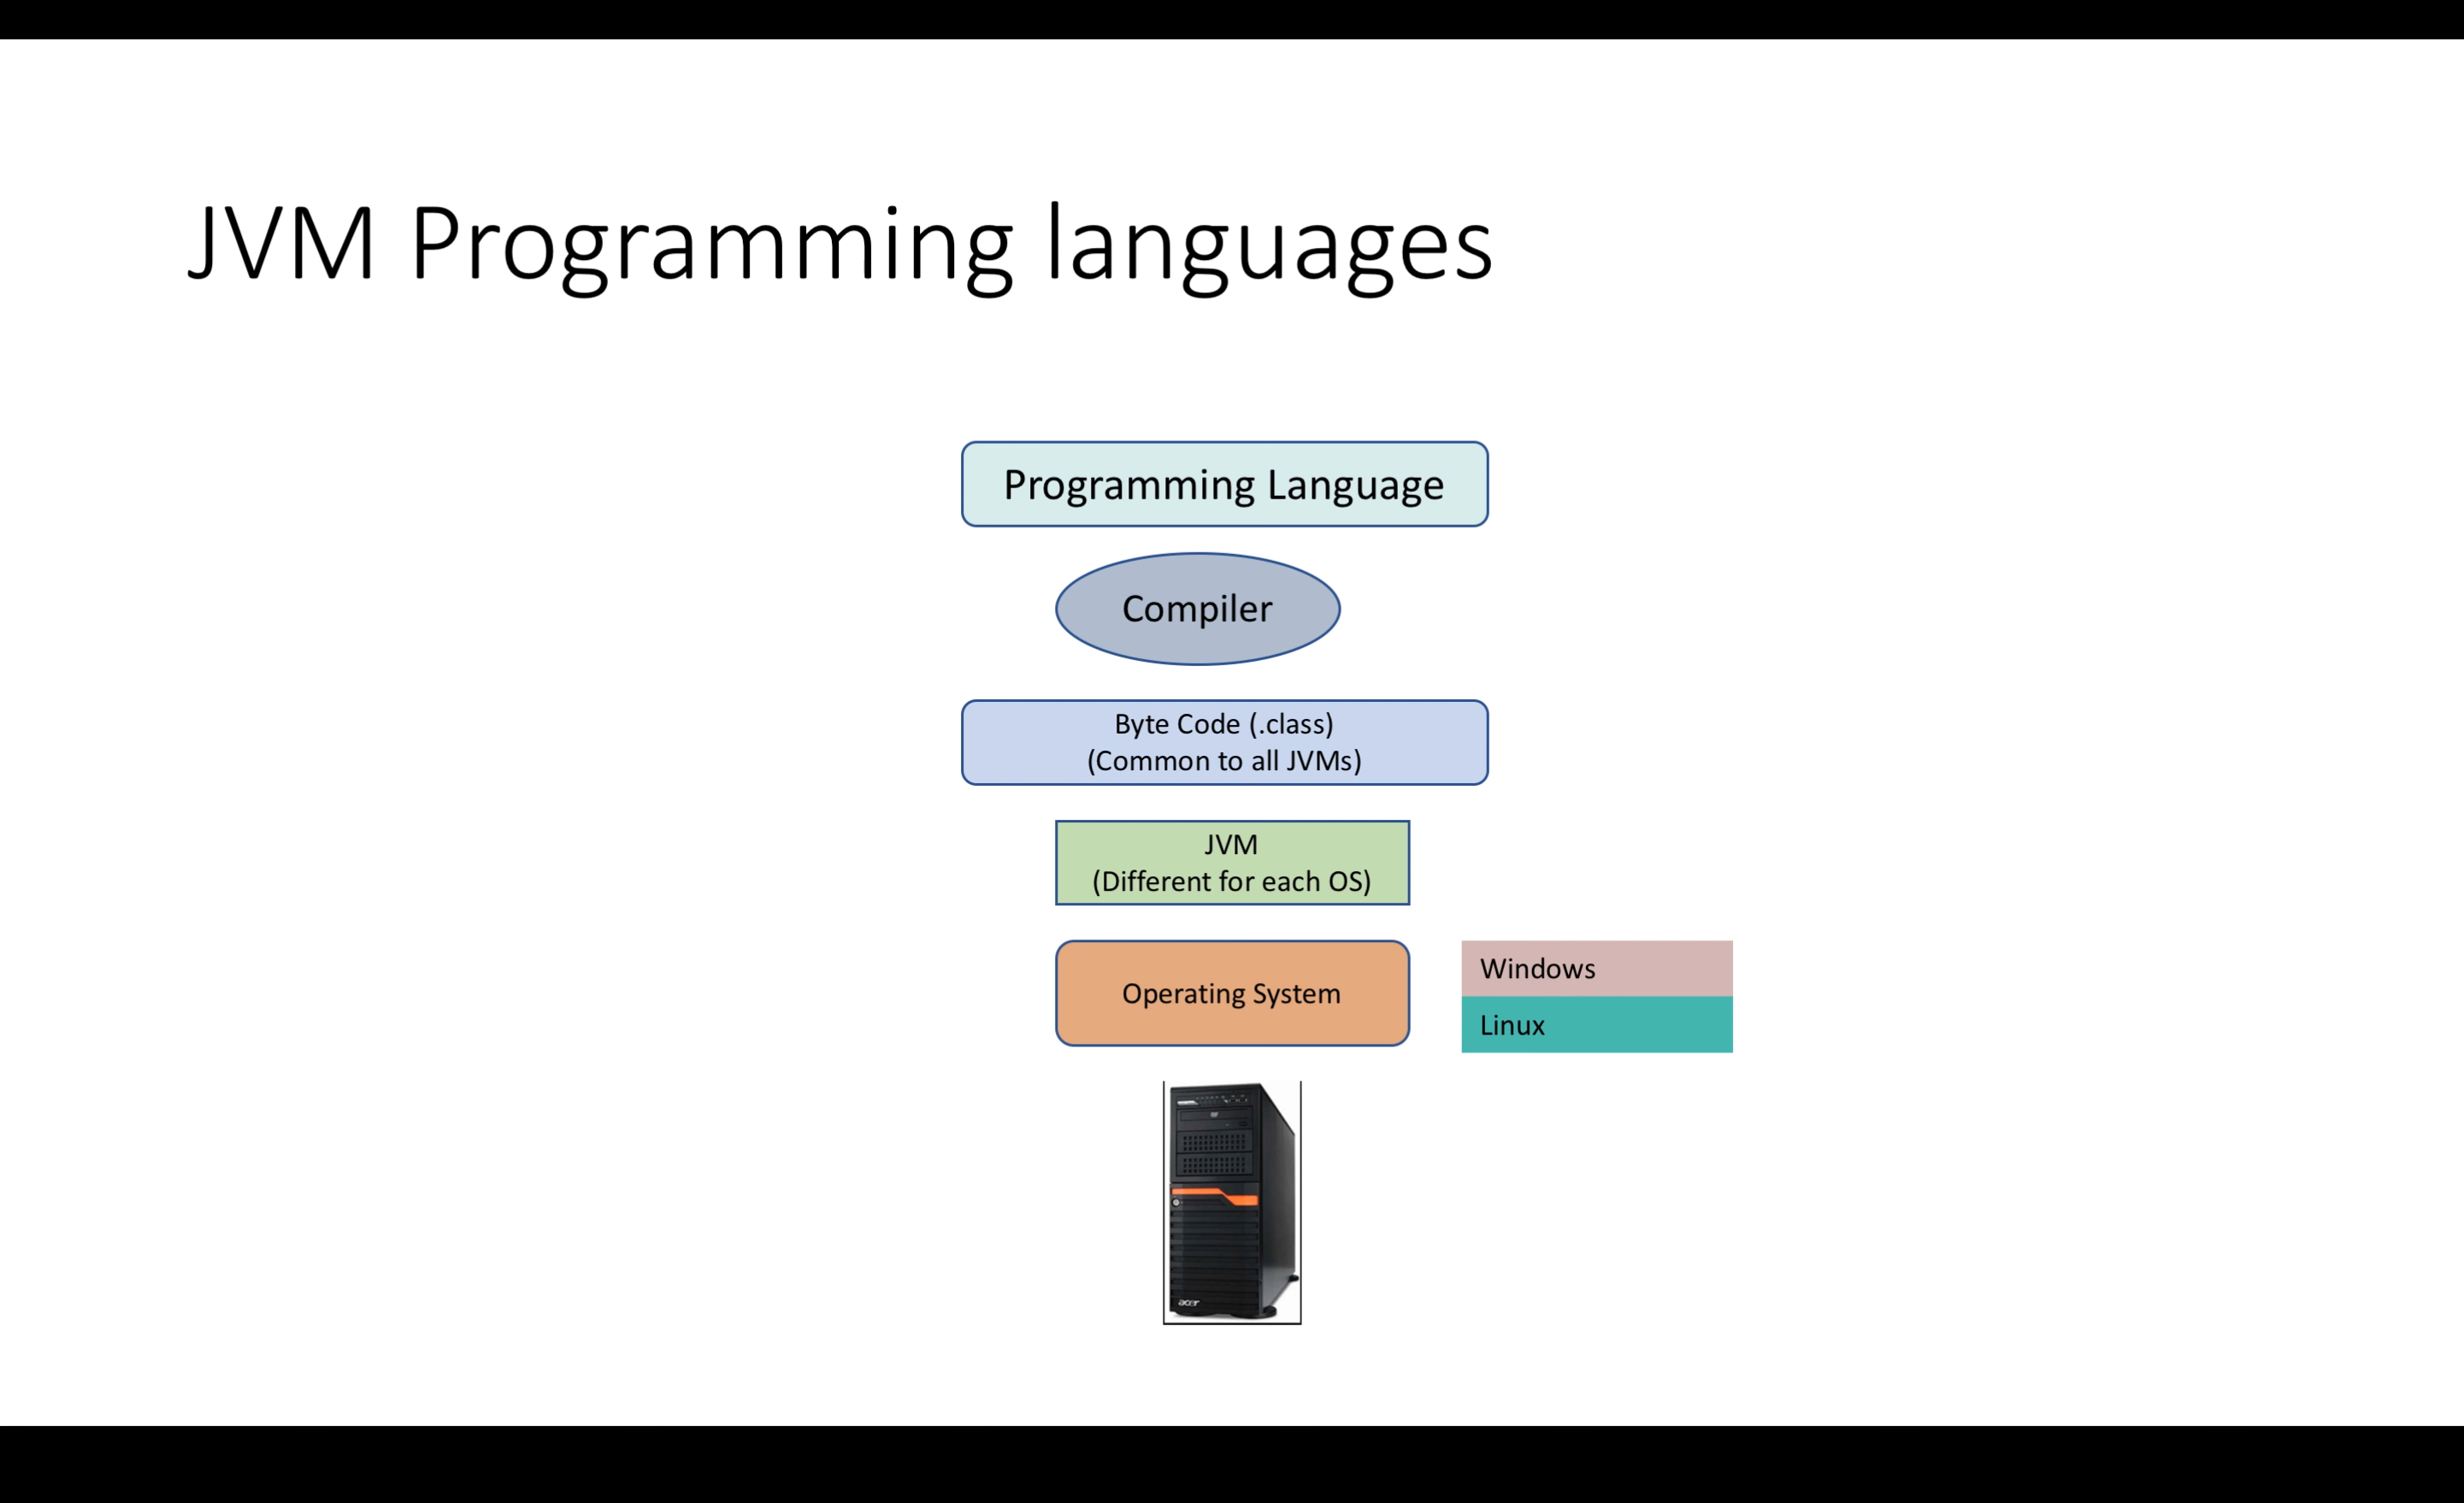 JVM Programming languages
Programming Language
Compiler
Byte Code (.class)
(Common to all JVMs)
JVM
(Different for each OS)
Operating System
Windows
Linux
acer